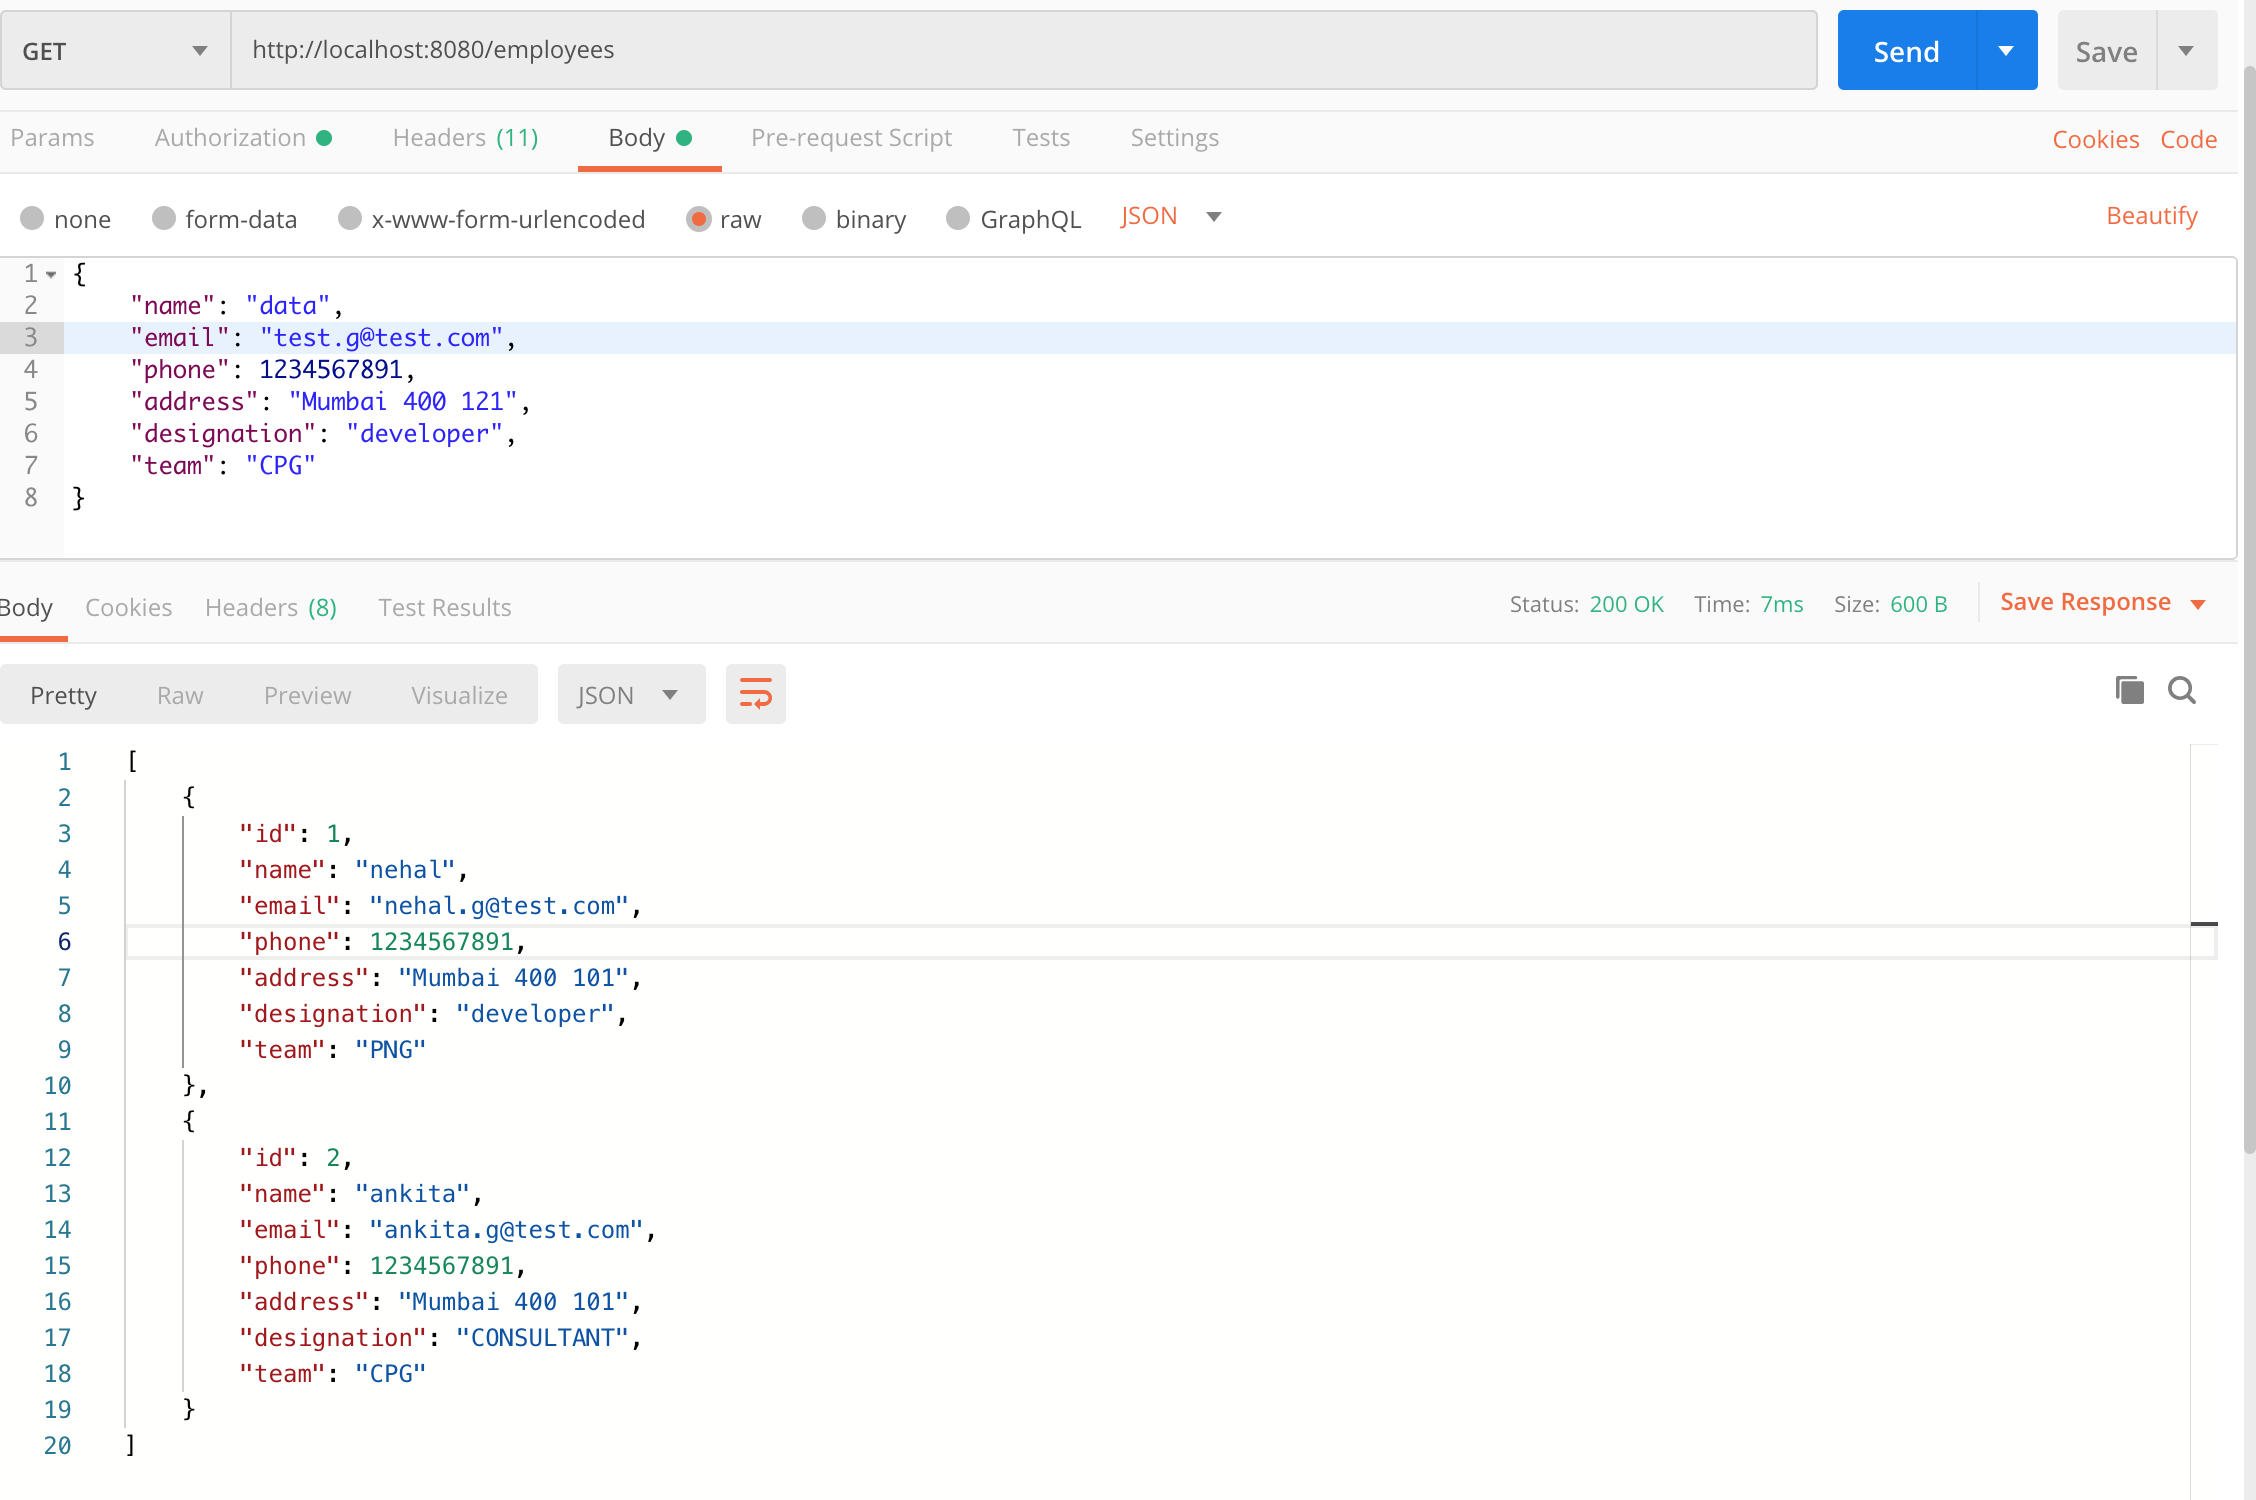 GET http://localhost:8080/employees Send Save
Params Authorization Headers (11) Body Pre-request Script Tests Settings Cookies Code
none form-data x-www-form-urlencoded raw binary GraphQL JSON Beautify
1 {
2 "name": "data",
3 "email": "test.g@test.com",
4 "phone": 1234567891,
5 "address": "Mumbai 400 121",
6 "designation": "developer",
7 "team": "CPG"
8 }
Body Cookies Headers (8) Test Results Status: 200 OK Time: 7ms Size: 600 B Save Response
Pretty Raw Preview Visualize JSON
1 [
2 {
3 "id": 1,
4 "name": "nehal",
5 "email": "nehal.g@test.com",
6 "phone": 1234567891,
7 "address": "Mumbai 400 101",
8 "designation": "developer",
9 "team": "PNG"
10 },
11 {
12 "id": 2,
13 "name": "ankita",
14 "email": "ankita.g@test.com",
15 "phone": 1234567891,
16 "address": "Mumbai 400 101",
17 "designation": "CONSULTANT",
18 "team": "CPG"
19 }
20 ]